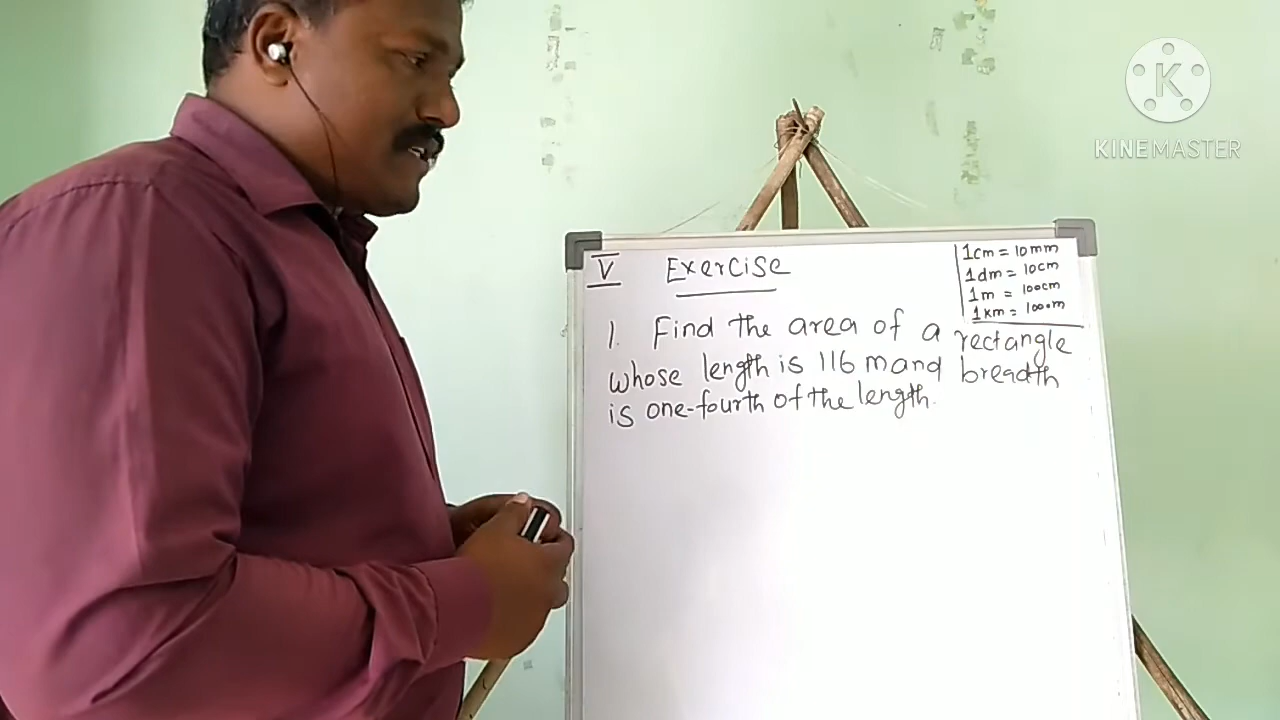 V Exercise
1cm = 10mm
1dm = 10cm
1m = 100cm
1km = 1000m
1. Find the area of a rectangle
whose length is 116 m and breadth
is one-fourth of the length.
K
KINEMASTER